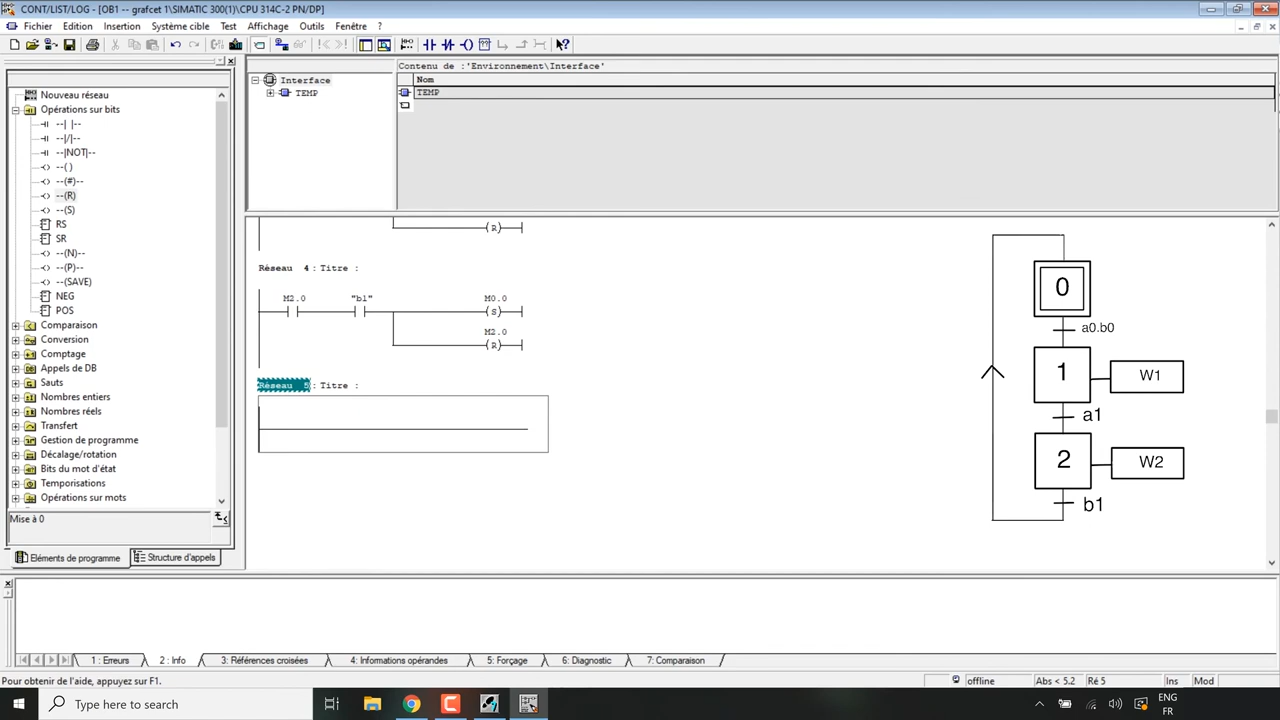 CONT/LIST/LOG - [OB1 -- grafcet 1\SIMATIC 300(1)\CPU 314C-2 PN/DP]
Fichier Edition Insertion Système cible Test Affichage Outils Fenêtre ?
Contenu de :'Environnement\Interface'
Interface
TEMP
Nom
TEMP
Nouveau réseau
Opérations sur bits
--| |--
--|/|--
--|NOT|--
--( )
--(#)--
--(R)
--(S)
RS
SR
--(N)--
--(P)--
--(SAVE)
NEG
POS
Comparaison
Conversion
Comptage
Appels de DB
Sauts
Nombres entiers
Nombres réels
Transfert
Gestion de programme
Décalage/rotation
Bits du mot d'état
Temporisations
Opérations sur mots
Mise à 0
Eléments de programme Structure d'appels
(R)
Réseau 4 : Titre :
M2.0 "b1" M0.0
(S)
M2.0
(R)
Réseau 5 : Titre :
0
a0.b0
1 W1
a1
2 W2
b1
1 : Erreurs 2 : Info 3: Références croisées 4: Informations opérandes 5: Forçage 6: Diagnostic 7: Comparaison
Pour obtenir de l'aide, appuyez sur F1. offline Abs < 5.2 Ré 5 Ins Mod
Type here to search ENG
FR